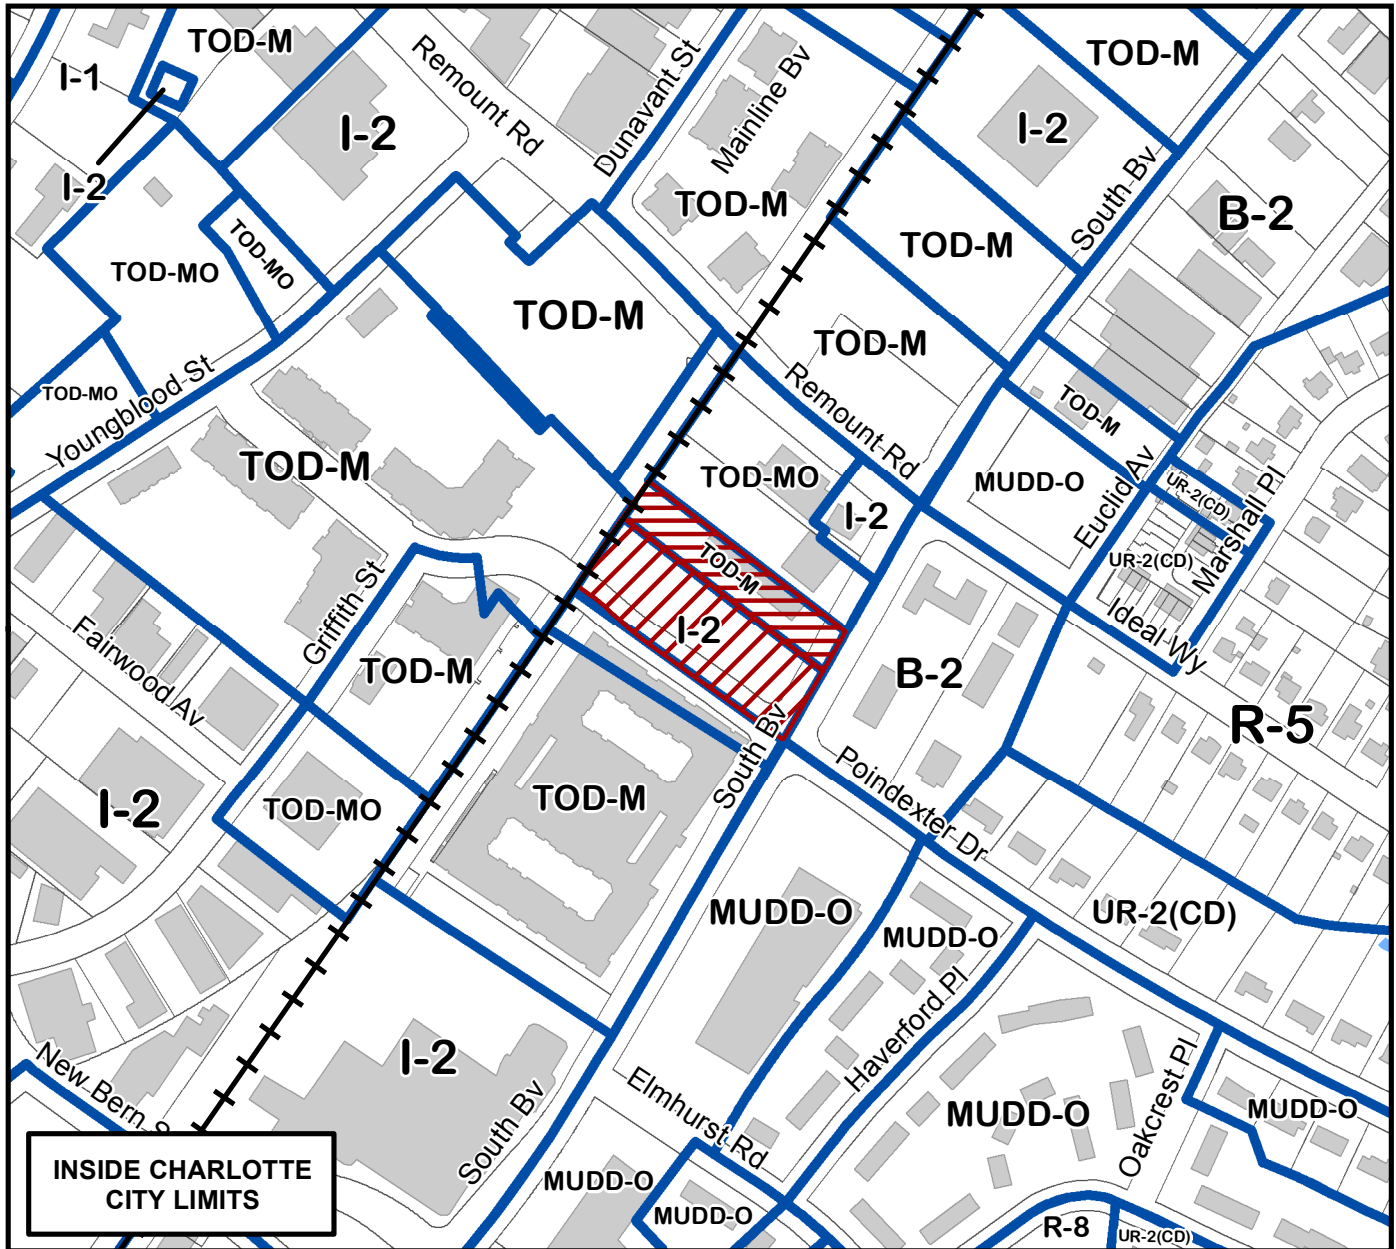 TOD-M
I-1
I-2
I-2
Remount Rd
Dunavant St
Mainline Bv
TOD-M
TOD-M
I-2
South Bv
B-2
TOD-MO
TOD-MO
TOD-M
TOD-M
TOD-M
TOD-M
TOD-MO
Youngblood St
Remount Rd
TOD-M
TOD-M
TOD-MO
MUDD-O
Euclid Av
UR-2(CD)
Marshall Pl
I-2
UR-2(CD)
TOD-M
Ideal Wy
Griffith St
Fairwood Av
I-2
TOD-M
B-2
R-5
South Bv
Poindexter Dr
TOD-M
I-2
TOD-MO
MUDD-O
MUDD-O
UR-2(CD)
Haverford Pl
I-2
New Bern S
South Bv
Elmhurst Rd
MUDD-O
Oakcrest Pl
MUDD-O
INSIDE CHARLOTTE
CITY LIMITS
MUDD-O
MUDD-O
R-8
UR-2(CD)